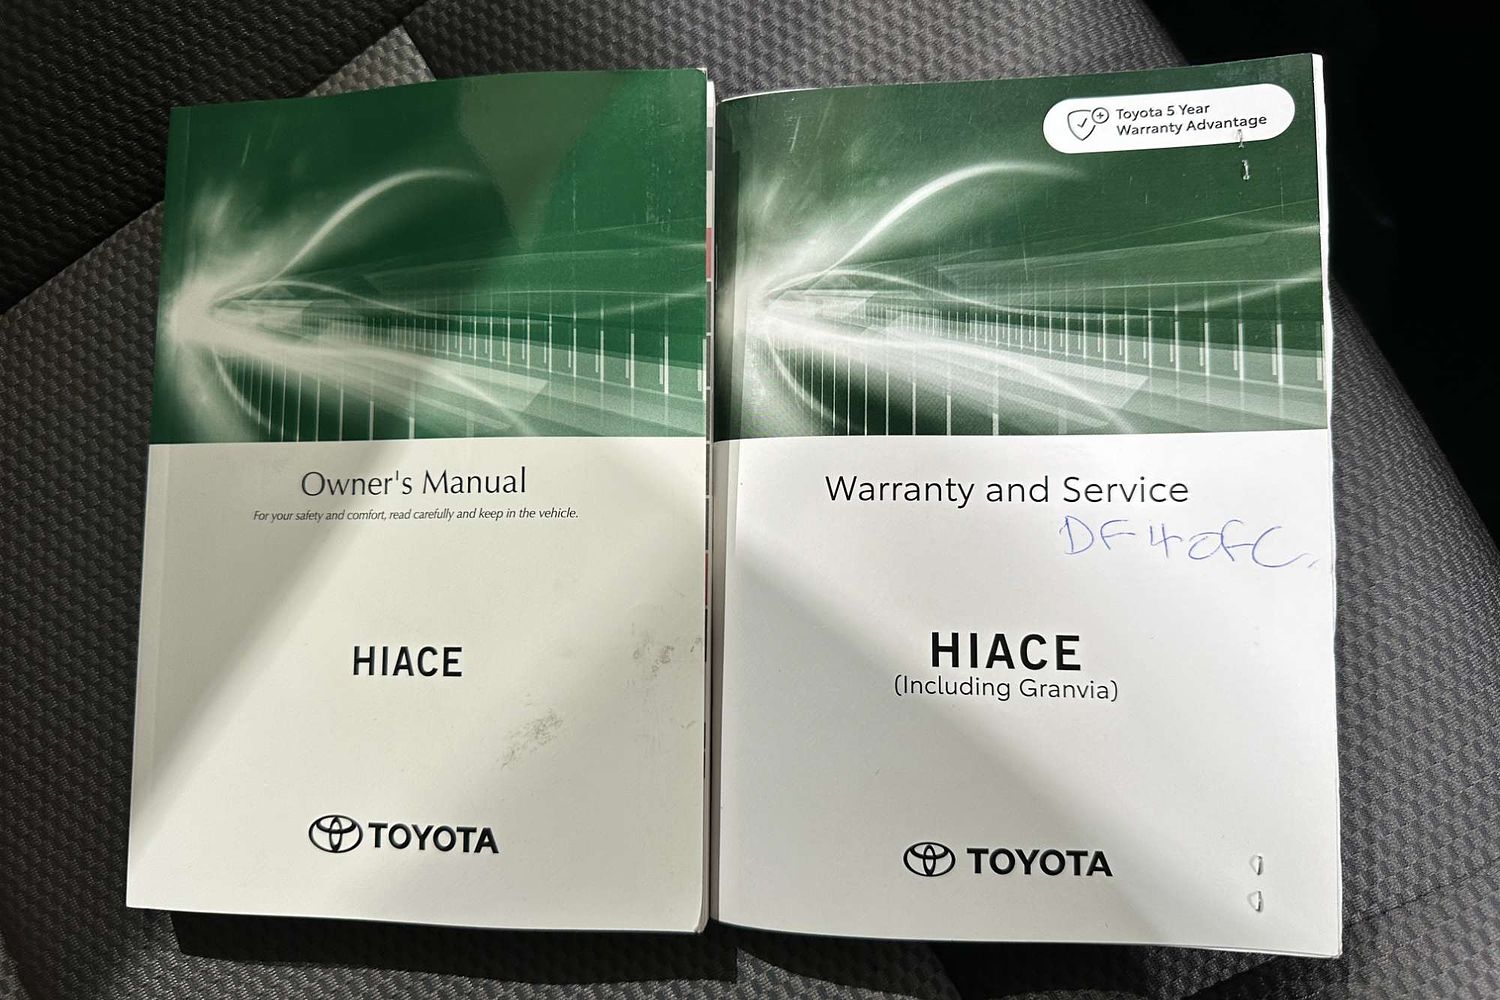 Owner's Manual
For your safety and comfort, read carefully and keep in the vehicle.
HIACE
TOYOTA
Toyota 5 Year
Warranty Advantage
Warranty and Service
DF40FC
HIACE
(Including Granvia)
TOYOTA